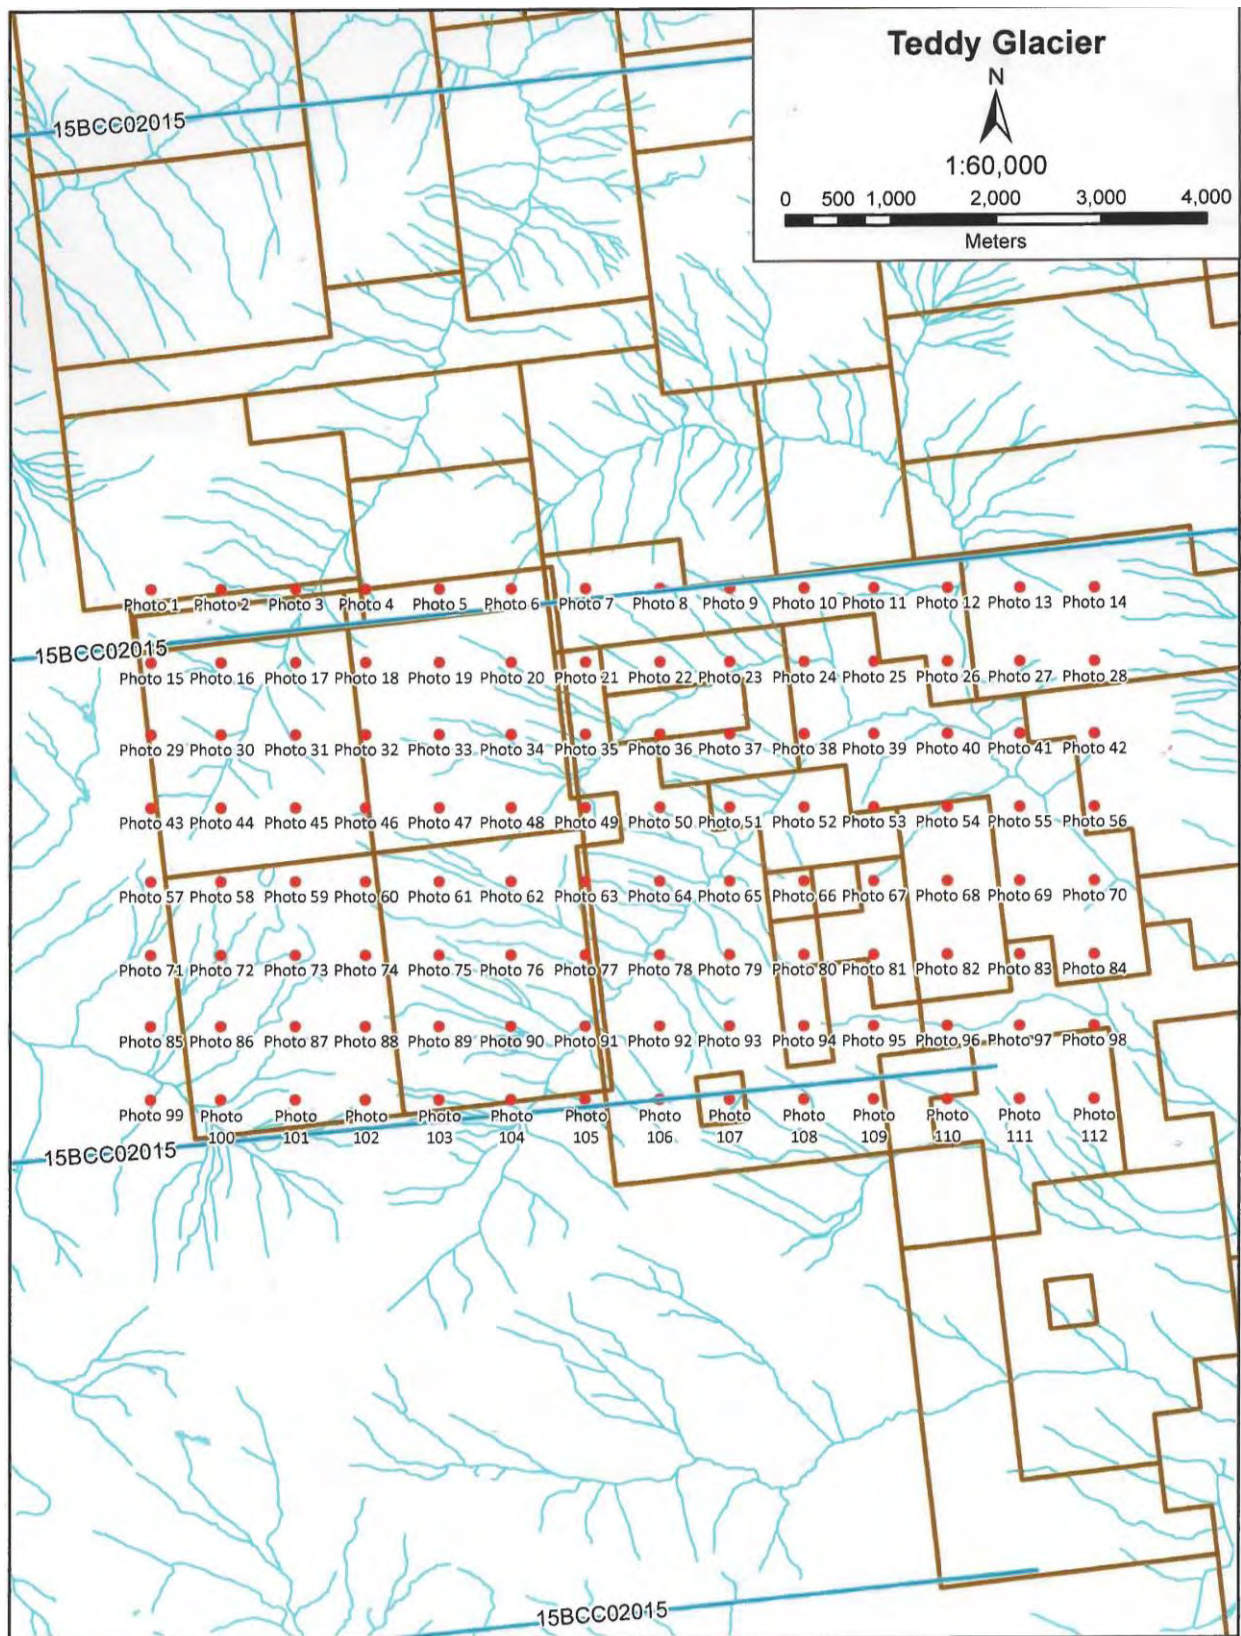 Teddy Glacier
N
1:60,000
0 500 1,000 2,000 3,000 4,000
Meters
15BCC02015
Photo 1 Photo 2 Photo 3 Photo 4 Photo 5 Photo 6 Photo 7 Photo 8 Photo 9 Photo 10 Photo 11 Photo 12 Photo 13 Photo 14
15BCC02015
Photo 15 Photo 16 Photo 17 Photo 18 Photo 19 Photo 20 Photo 21 Photo 22 Photo 23 Photo 24 Photo 25 Photo 26 Photo 27 Photo 28
Photo 29 Photo 30 Photo 31 Photo 32 Photo 33 Photo 34 Photo 35 Photo 36 Photo 37 Photo 38 Photo 39 Photo 40 Photo 41 Photo 42
Photo 43 Photo 44 Photo 45 Photo 46 Photo 47 Photo 48 Photo 49 Photo 50 Photo 51 Photo 52 Photo 53 Photo 54 Photo 55 Photo 56
Photo 57 Photo 58 Photo 59 Photo 60 Photo 61 Photo 62 Photo 63 Photo 64 Photo 65 Photo 66 Photo 67 Photo 68 Photo 69 Photo 70
Photo 71 Photo 72 Photo 73 Photo 74 Photo 75 Photo 76 Photo 77 Photo 78 Photo 79 Photo 80 Photo 81 Photo 82 Photo 83 Photo 84
Photo 85 Photo 86 Photo 87 Photo 88 Photo 89 Photo 90 Photo 91 Photo 92 Photo 93 Photo 94 Photo 95 Photo 96 Photo 97 Photo 98
Photo 99 Photo Photo Photo Photo Photo Photo Photo Photo Photo Photo Photo Photo Photo
100 101 102 103 104 105 106 107 108 109 110 111 112
15BCC02015
15BCC02015